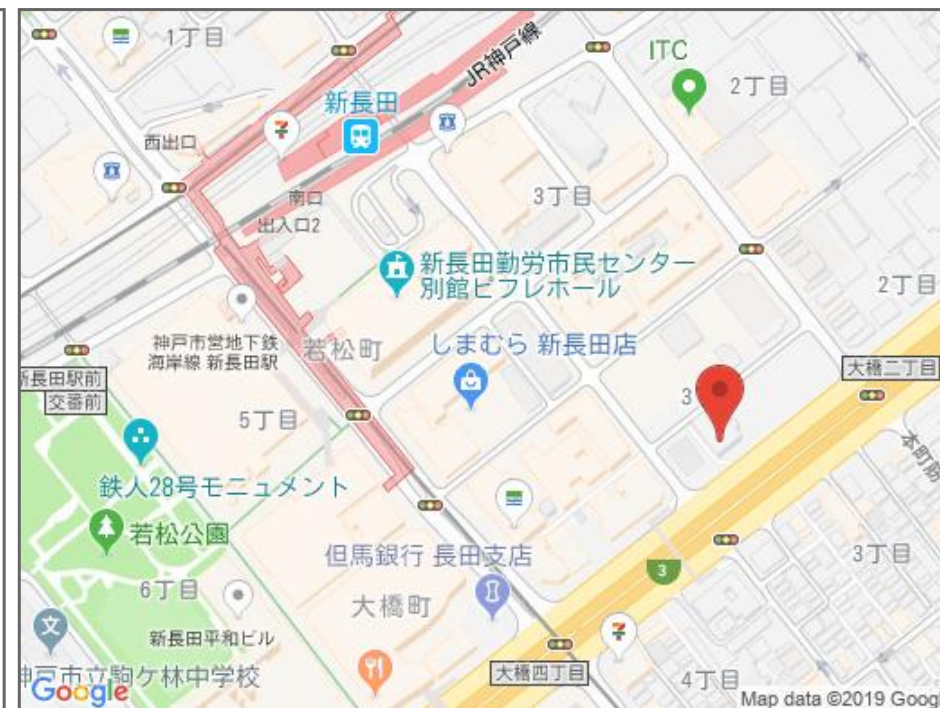 1丁目
JR神戸線
ITC
2丁目
新長田
西出口
南口
出入口2
3丁目
新長田勤労市民センター
別館ピフレホール
2丁目
神戸市営地下鉄
海岸線 新長田駅
若松町
しまむら 新長田店
大橋二丁目
新長田駅前
交番前
3
5丁目
本町筋
鉄人28号モニュメント
若松公園
但馬銀行 長田支店
3
3丁目
6丁目
大橋町
文
新長田平和ビル
神戸市立駒ケ林中学校
大橋四丁目
4丁目
Google
Map data ©2019 Goog